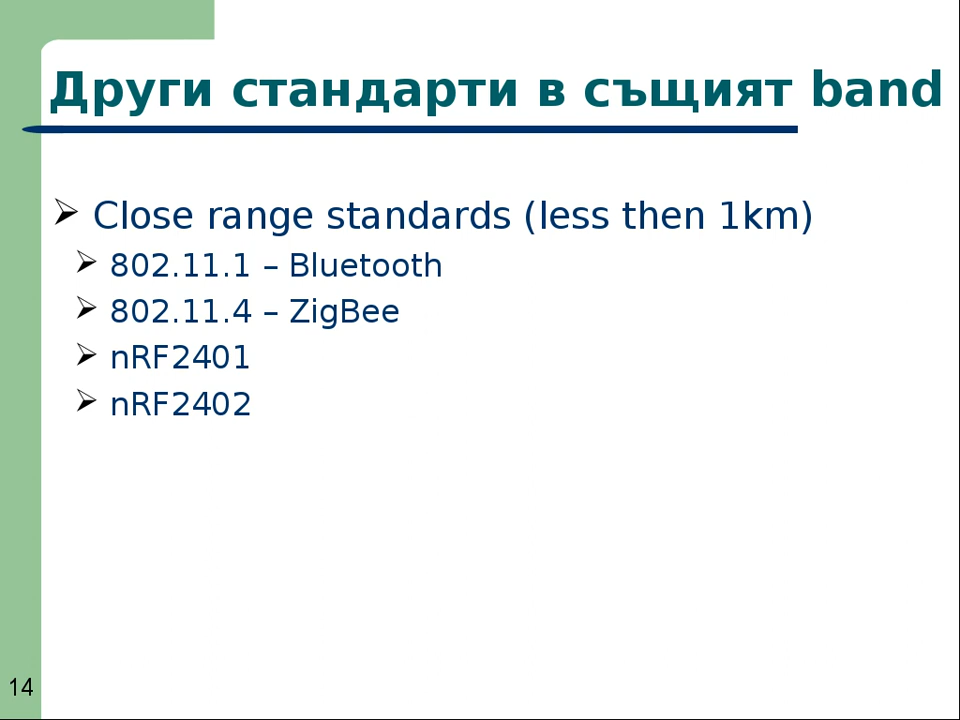 Други стандарти в същият band
Close range standards (less then 1km)
802.11.1 – Bluetooth
802.11.4 – ZigBee
nRF2401
nRF2402
14